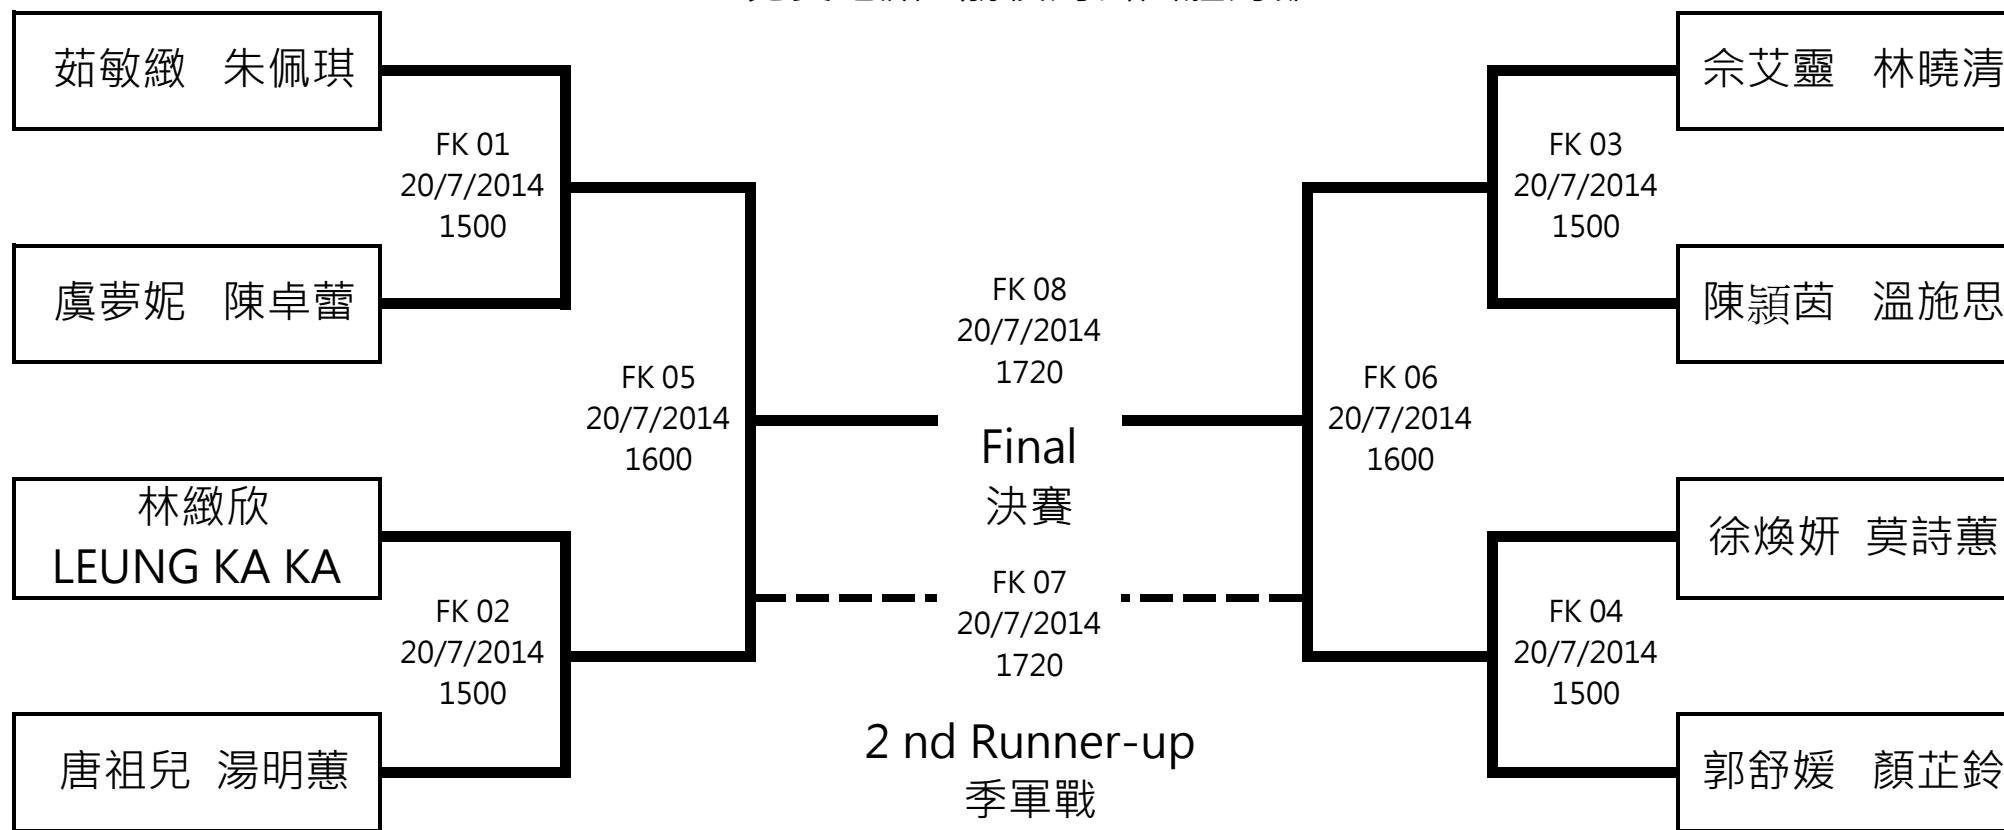 茹敏緻 朱佩琪
FK 01
20/7/2014
1500
虞夢妮 陳卓蕾
FK 05
20/7/2014
1600
林緻欣
LEUNG KA KA
FK 02
20/7/2014
1500
唐祖兒 湯明蕙
FK 08
20/7/2014
1720
Final
決賽
FK 07
20/7/2014
1720
2 nd Runner-up
季軍戰
佘艾靈 林曉清
FK 03
20/7/2014
1500
陳頴茵 溫施思
FK 06
20/7/2014
1600
徐煥妍 莫詩蕙
FK 04
20/7/2014
1500
郭舒媛 顏芷鈴